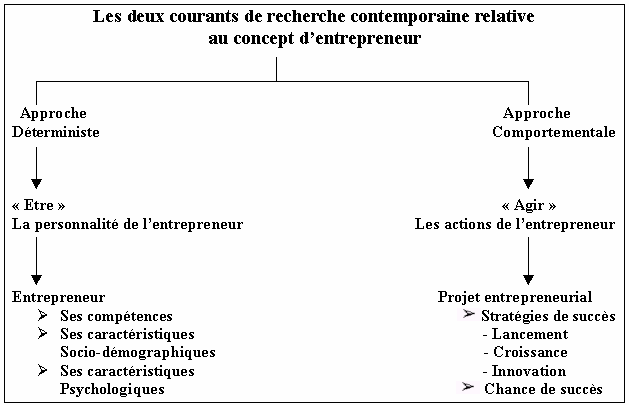 Les deux courants de recherche contemporaine relative
au concept d'entrepreneur
Approche
Déterministe
Approche
Comportementale
« Etre »
La personnalité de l'entrepreneur
« Agir »
Les actions de l'entrepreneur
Entrepreneur
Ses compétences
Ses caractéristiques
Socio-démographiques
Ses caractéristiques
Psychologiques
Projet entrepreneurial
Stratégies de succès
- Lancement
- Croissance
- Innovation
Chance de succès